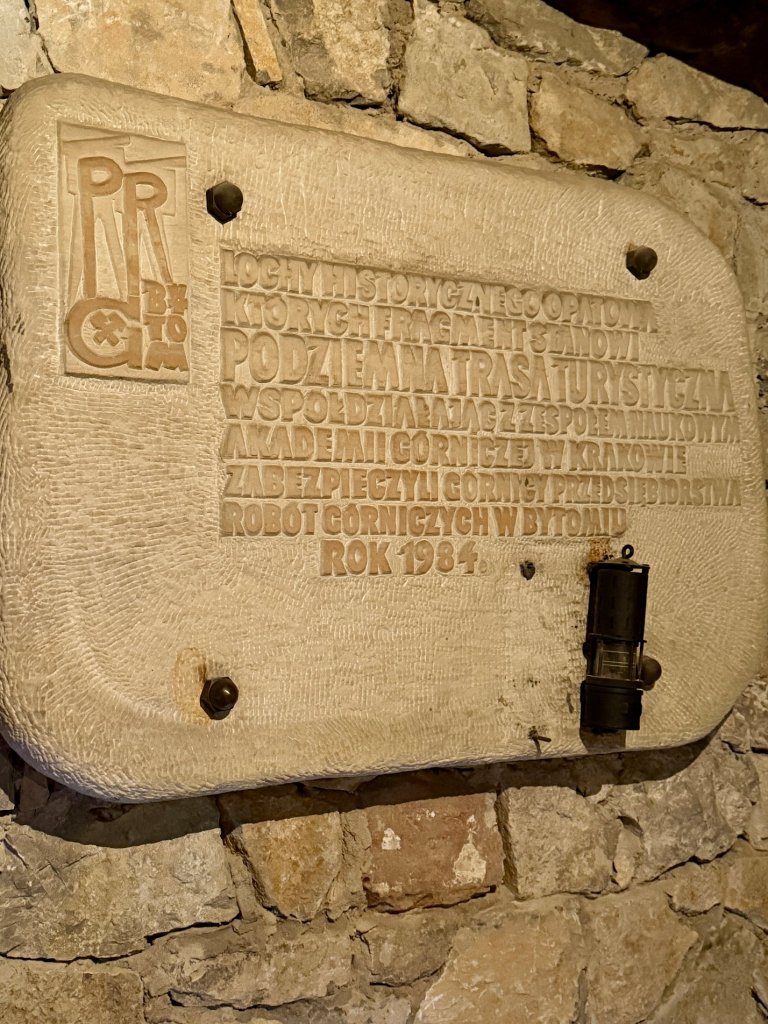 PRG
BYTOM
LOCHY HISTORYCZNEGO OPATOWA
KTÓRYCH FRAGMENT STANOWI
PODZIEMNA TRASA TURYSTYCZNA
WSPÓŁDZIAŁAJĄC Z ZESPOŁEM NAUKOWYM
AKADEMII GÓRNICZEJ W KRAKOWIE
ZABEZPIECZYLI GÓRNICY PRZEDSIĘBIORSTWA
ROBÓT GÓRNICZYCH W BYTOMIU
ROK 1984